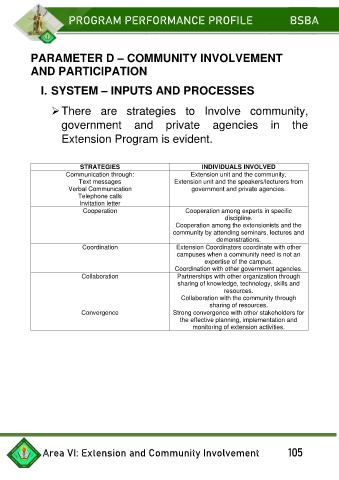 PROGRAM PERFORMANCE PROFILE BSBA
PARAMETER D – COMMUNITY INVOLVEMENT
AND PARTICIPATION
I. SYSTEM – INPUTS AND PROCESSES
➢There are strategies to Involve community,
government and private agencies in the
Extension Program is evident.
STRATEGIES INDIVIDUALS INVOLVED
Communication through: Extension unit and the community.
Text messages Extension unit and the speakers/lecturers from
Verbal Communication government and private agencies.
Telephone calls
Invitation letter
Cooperation Cooperation among experts in specific
discipline.
Cooperation among the extensionists and the
community by attending seminars, lectures and
demonstrations.
Coordination Extension Coordinators coordinate with other
campuses when a community need is not an
expertise of the campus.
Coordination with other government agencies.
Collaboration Partnerships with other organization through
sharing of knowledge, technology, skills and
resources.
Collaboration with the community through
sharing of resources.
Convergence Strong convergence with other stakeholders for
the effective planning, implementation and
monitoring of extension activities.
Area VI: Extension and Community Involvement 105